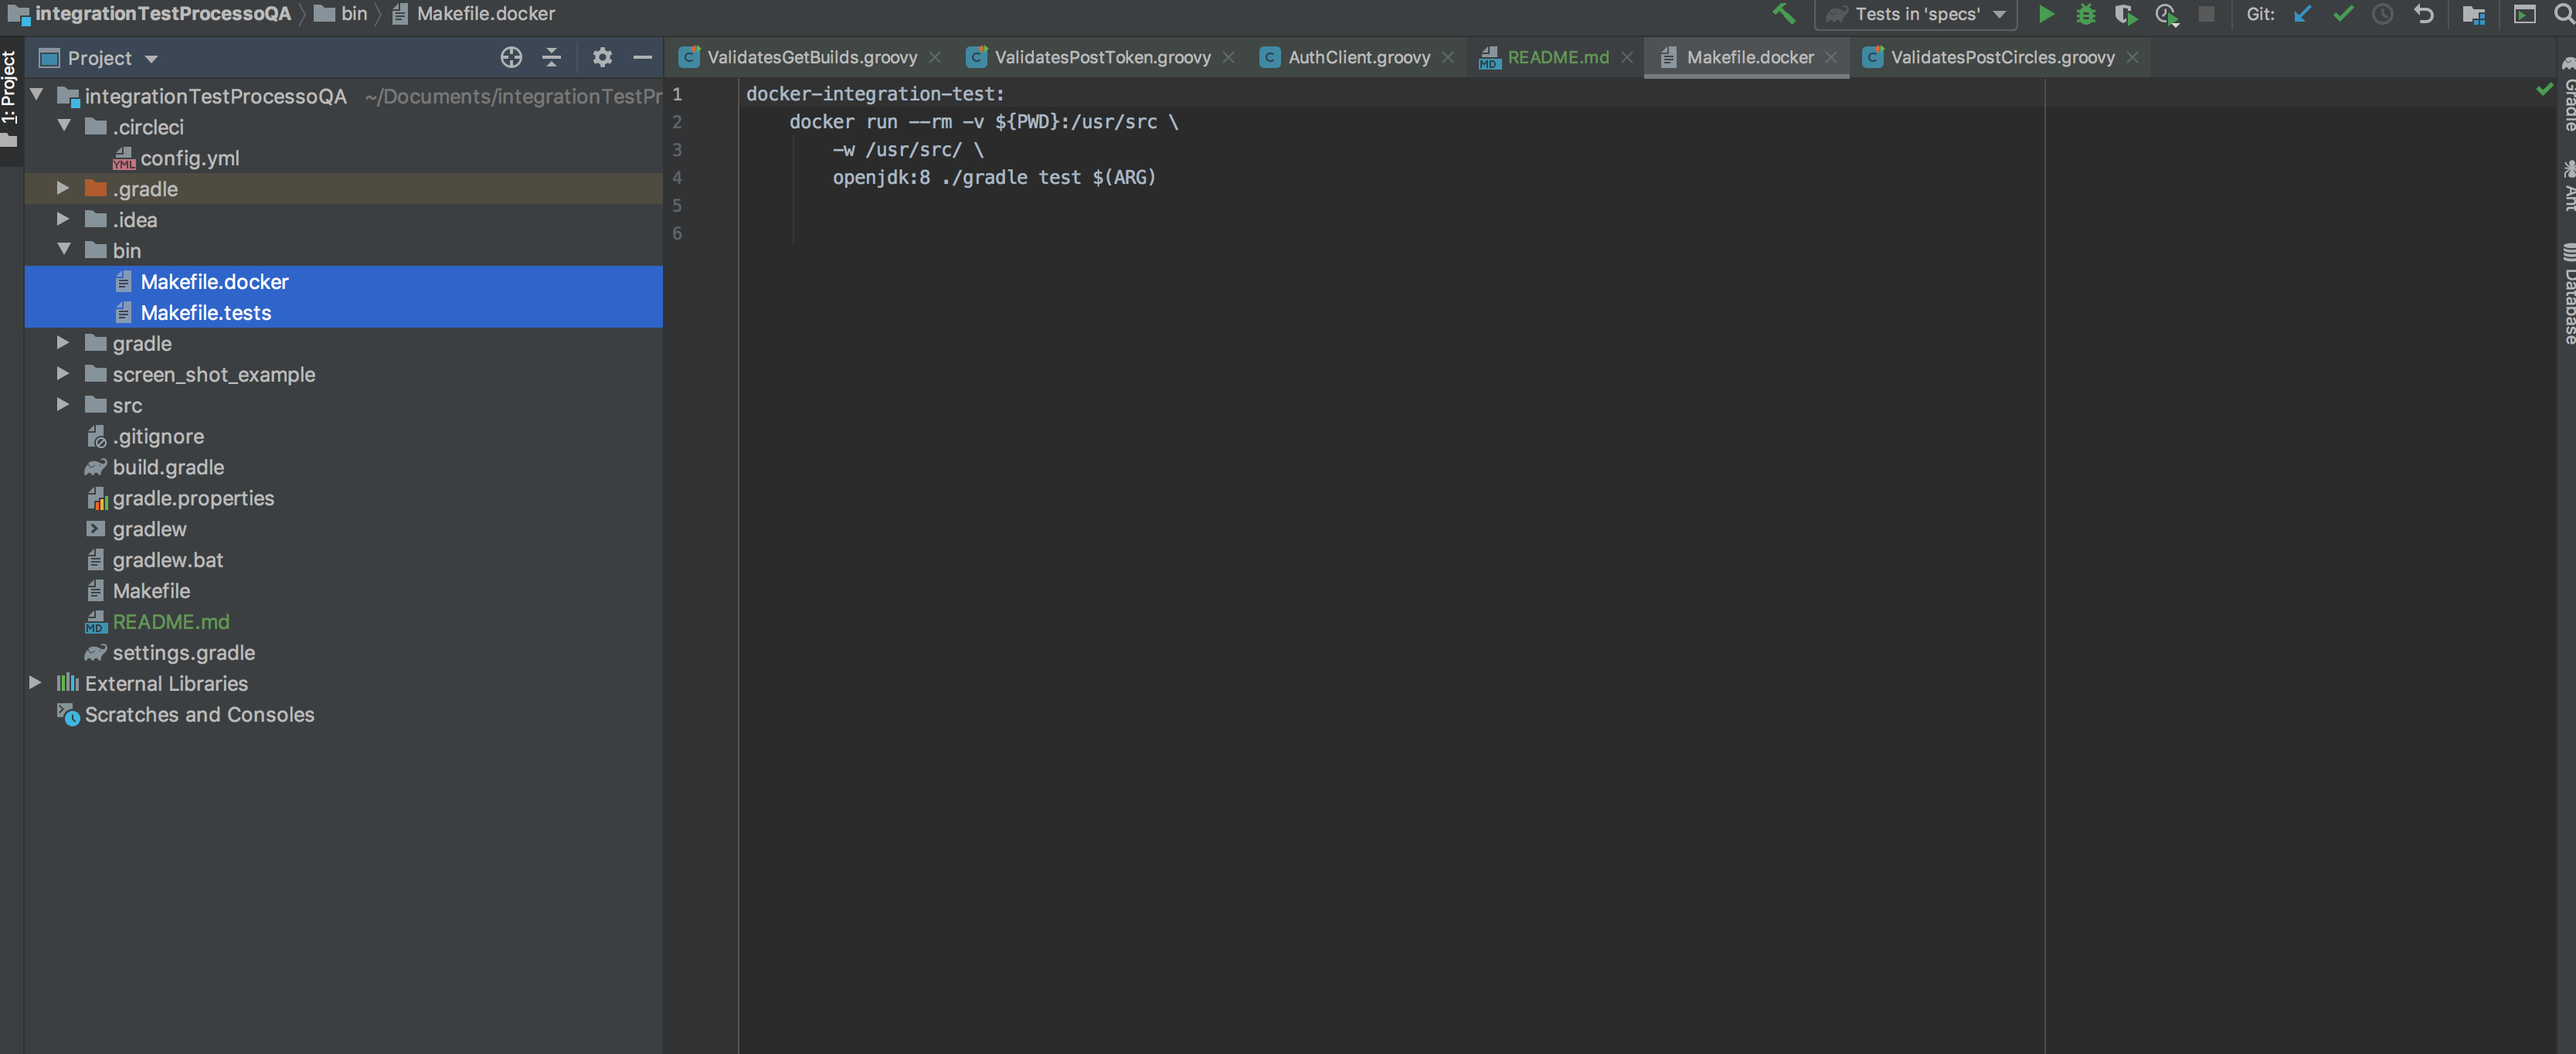 integrationTestProcessoQA bin Makefile.docker
Tests in 'specs' Git:
1: Project
Project
ValidatesGetBuilds.groovy ValidatesPostToken.groovy AuthClient.groovy README.md Makefile.docker ValidatesPostCircles.groovy
integrationTestProcessoQA ~/Documents/integrationTestPr
.circleci
config.yml
.gradle
.idea
bin
Makefile.docker
Makefile.tests
gradle
screen_shot_example
src
.gitignore
build.gradle
gradle.properties
gradlew
gradlew.bat
Makefile
README.md
settings.gradle
External Libraries
Scratches and Consoles
1 docker-integration-test:
2 docker run --rm -v ${PWD}:/usr/src \
3 -w /usr/src/ \
4 openjdk:8 ./gradle test $(ARG)
5
6
Gradle
Ant
Database